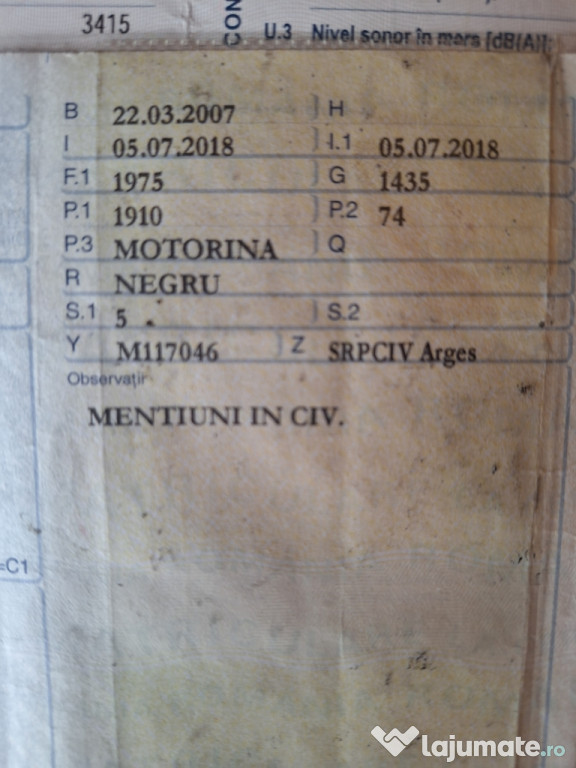 3415
CON
U.3 Nivel sonor în mers [dB(A)]:
B 22.03.2007 H
I 05.07.2018 I.1 05.07.2018
F.1 1975 G 1435
P.1 1910 P.2 74
P.3 MOTORINA Q
R NEGRU
S.1 5 S.2
Y M117046 Z SRPCIV Arges
Observații
MENTIUNI IN CIV.
=C1
lajumate.ro